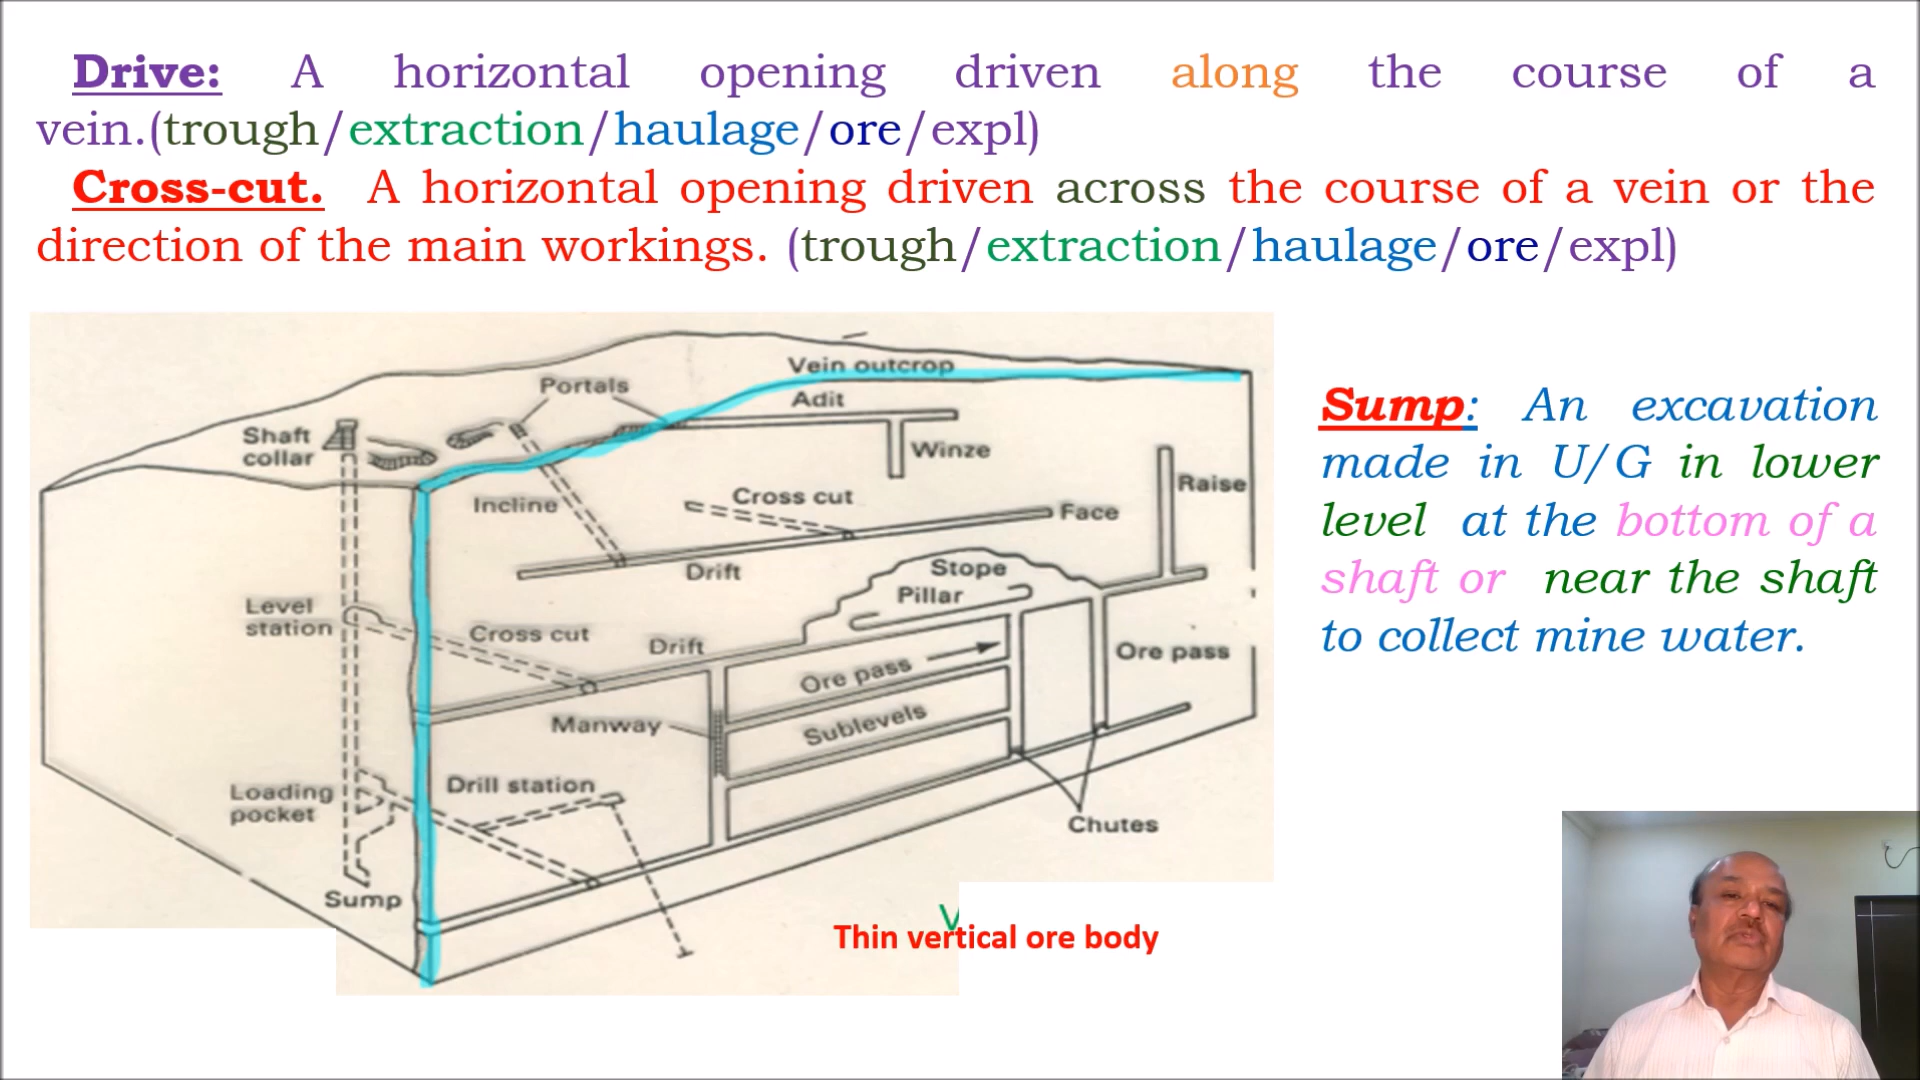 Drive: A horizontal opening driven along the course of a
vein.(trough/extraction/haulage/ore/expl)
Cross-cut. A horizontal opening driven across the course of a vein or the
direction of the main workings. (trough/extraction/haulage/ore/expl)
Vein outcrop
Portals
Adit
Shaft
collar
Winze
Raise
Incline
Cross cut
Face
Drift
Stope
Pillar
Level
station
Cross cut
Drift
Ore pass
Ore pass
Manway
Sublevels
Drill station
Loading
pocket
Chutes
Sump
V
Thin vertical ore body
Sump: An excavation
made in U/G in lower
level at the bottom of a
shaft or near the shaft
to collect mine water.